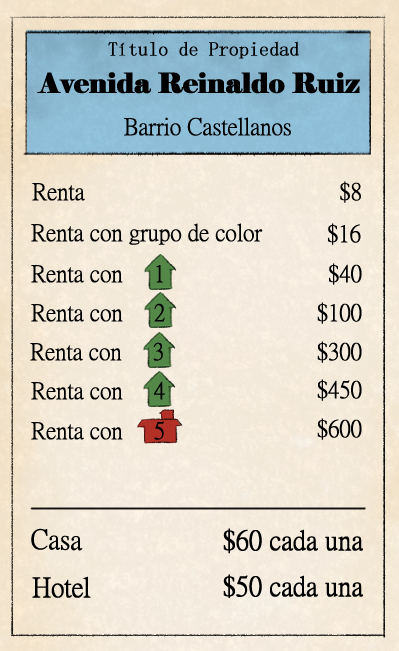 Título de Propiedad
Avenida Reinaldo Ruiz
Barrio Castellanos
Renta $8
Renta con grupo de color $16
Renta con 1 $40
Renta con 2 $100
Renta con 3 $300
Renta con 4 $450
Renta con 5 $600
Casa $60 cada una
Hotel $50 cada una